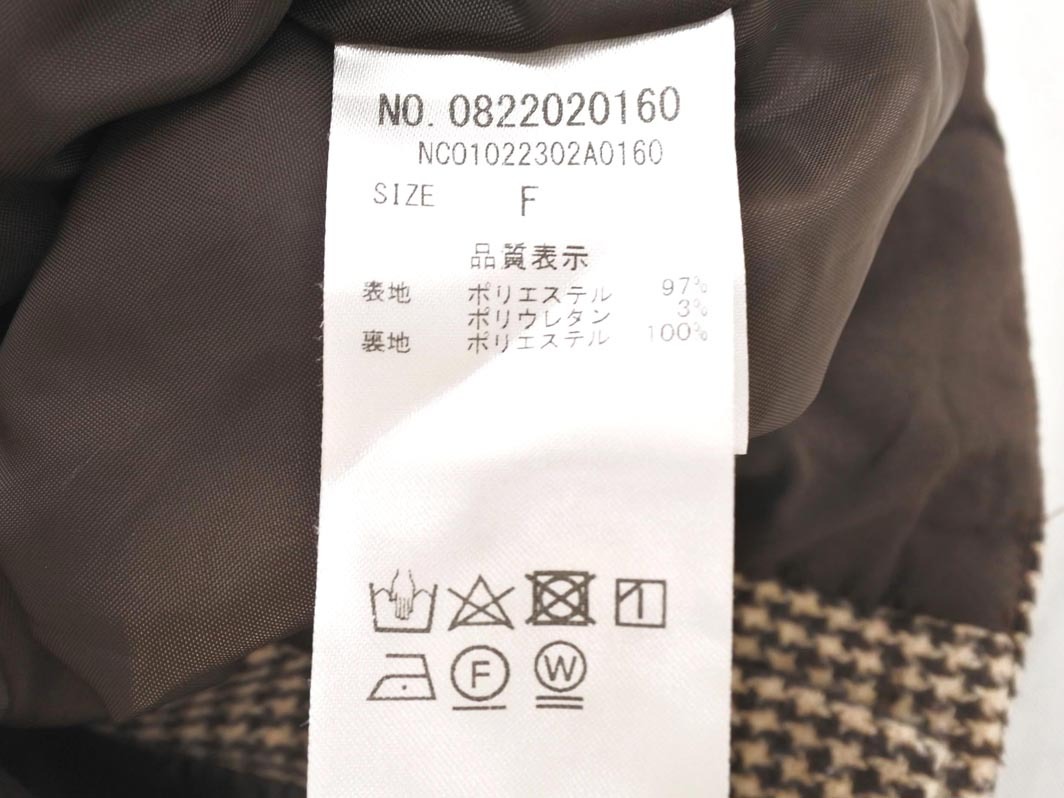 NO. 0822020160
NC01022302A0160
SIZE F
品質表示
表地 ポリエステル 97%
ポリウレタン 3%
裏地 ポリエステル 100%
F W